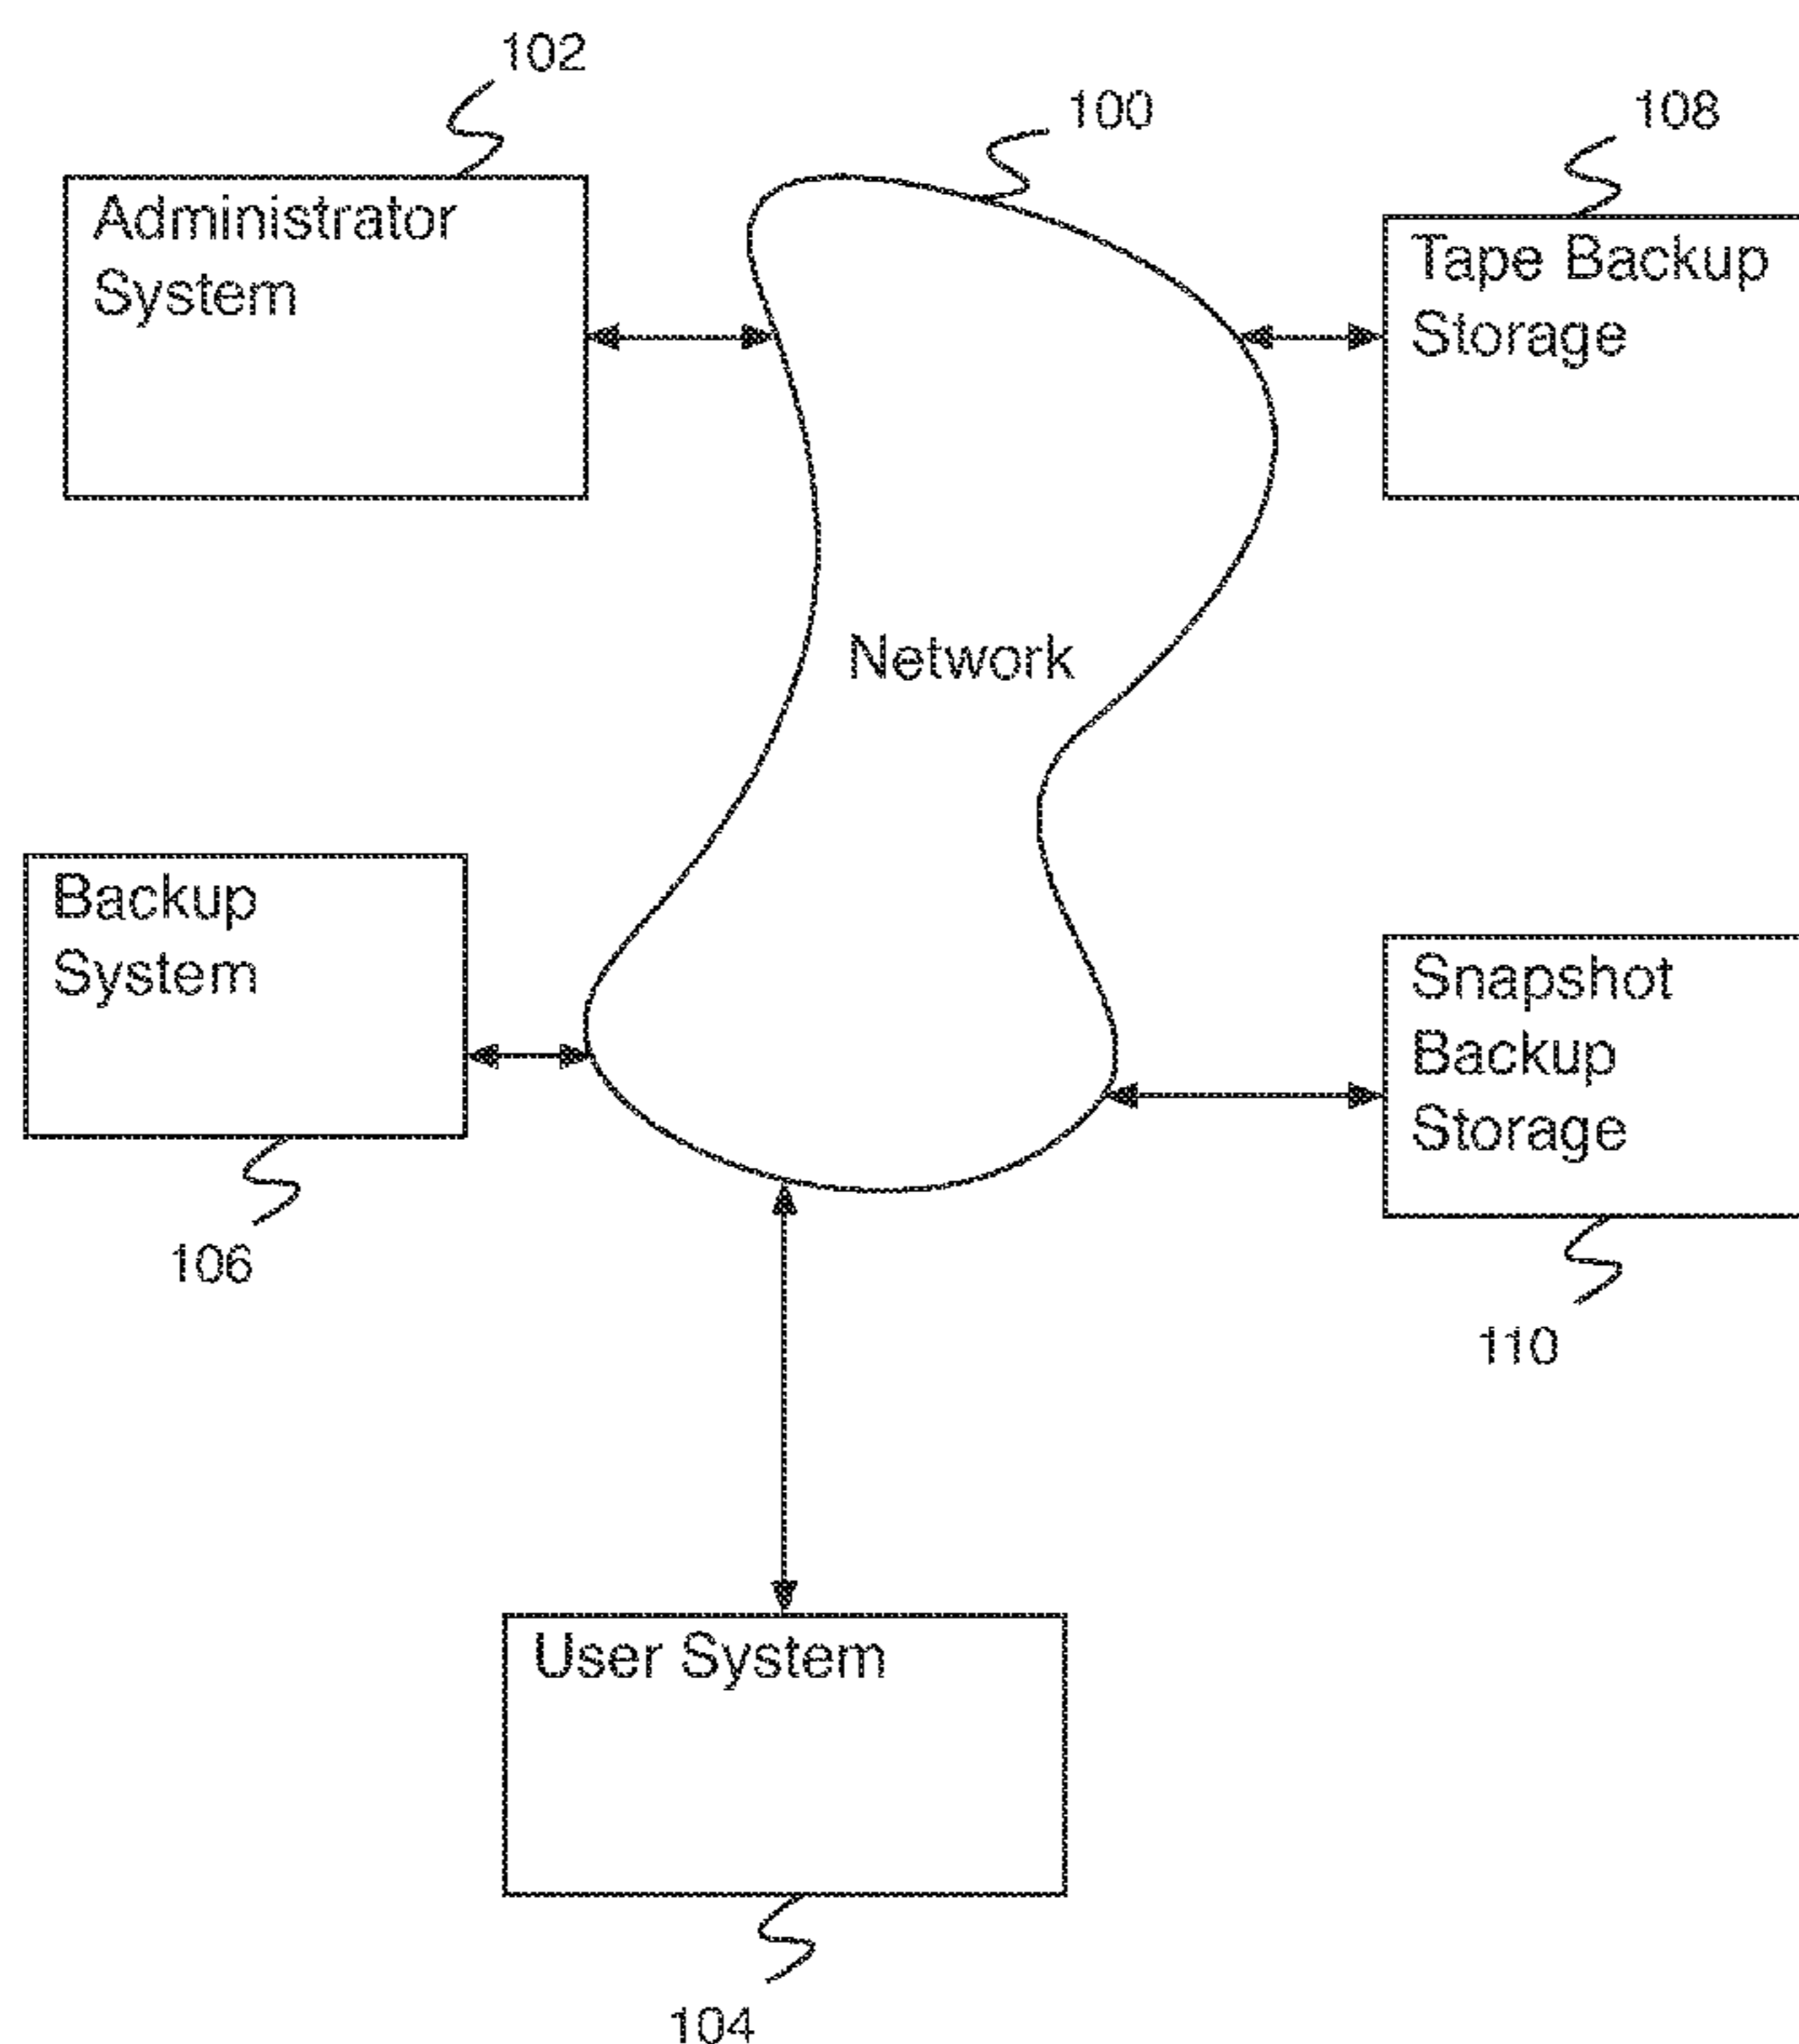 102
100
108
Administrator
System
Tape Backup
Storage
Network
Backup
System
Snapshot
Backup
Storage
106
110
User System
104